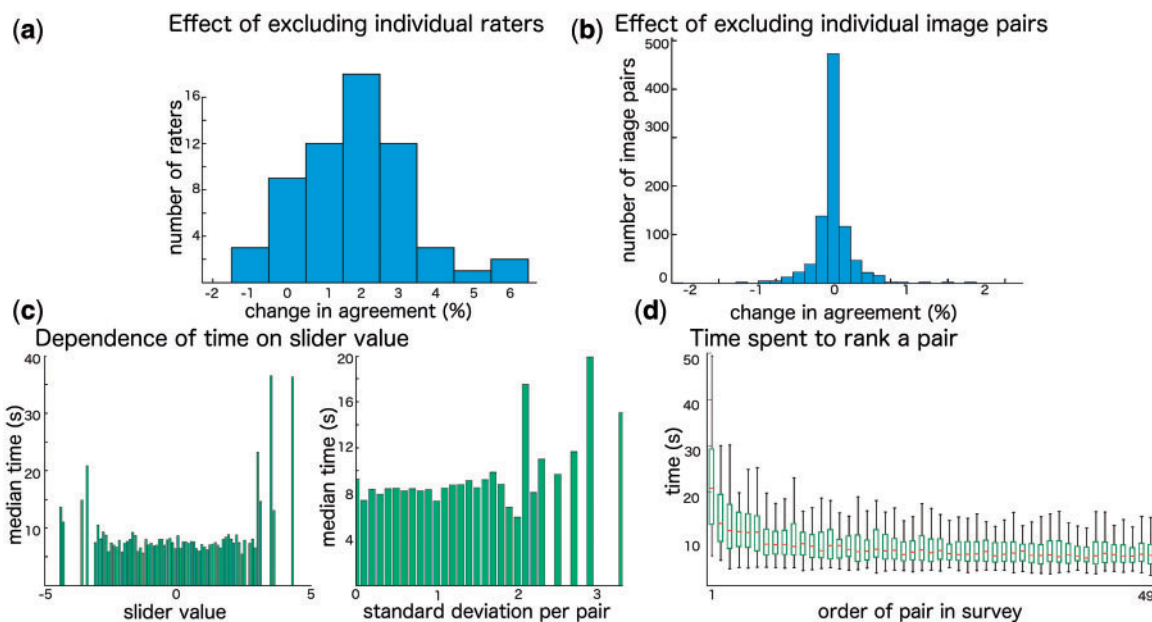 (a) Effect of excluding individual raters
16
12
8
4
number of raters
-2 -1 0 1 2 3 4 5 6
change in agreement (%)
(b) Effect of excluding individual image pairs
500
400
300
200
100
0
number of image pairs
-2 -1 0 1 2
change in agreement (%)
(c)
Dependence of time on slider value
40
30
20
10
median time (s)
-5 0 5
slider value
20
16
12
8
4
median time (s)
0 1 2 3
standard deviation per pair
(d)
Time spent to rank a pair
50
40
30
20
10
time (s)
1 49
order of pair in survey